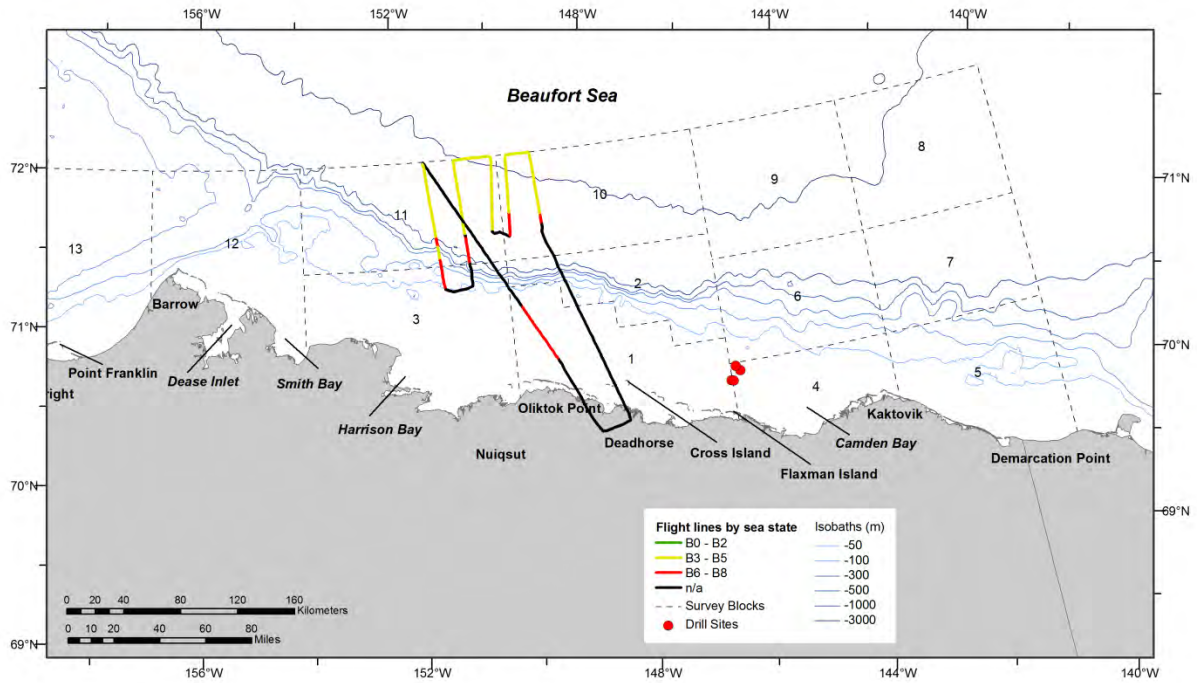 156°W 152°W 148°W 144°W 140°W
Beaufort Sea
72°N 72°N
8
9
10
11
12
13
7
2
6
3
71°N
70°N
Barrow
1
Point Franklin
5
Dease Inlet
Smith Bay
4
right
Oliktok Point
Kaktovik
Harrison Bay
Deadhorse
Camden Bay
Cross Island
Nuiqsut
Demarcation Point
Flaxman Island
70°N
69°N
Flight lines by sea state
B0 - B2
B3 - B5
B6 - B8
n/a
Survey Blocks
Drill Sites
Isobaths (m)
-50
-100
-300
-500
-1000
-3000
0 20 40 80 120 160
Kilometers
0 10 20 40 60 80
Miles
69°N
156°W 152°W 148°W 144°W 140°W